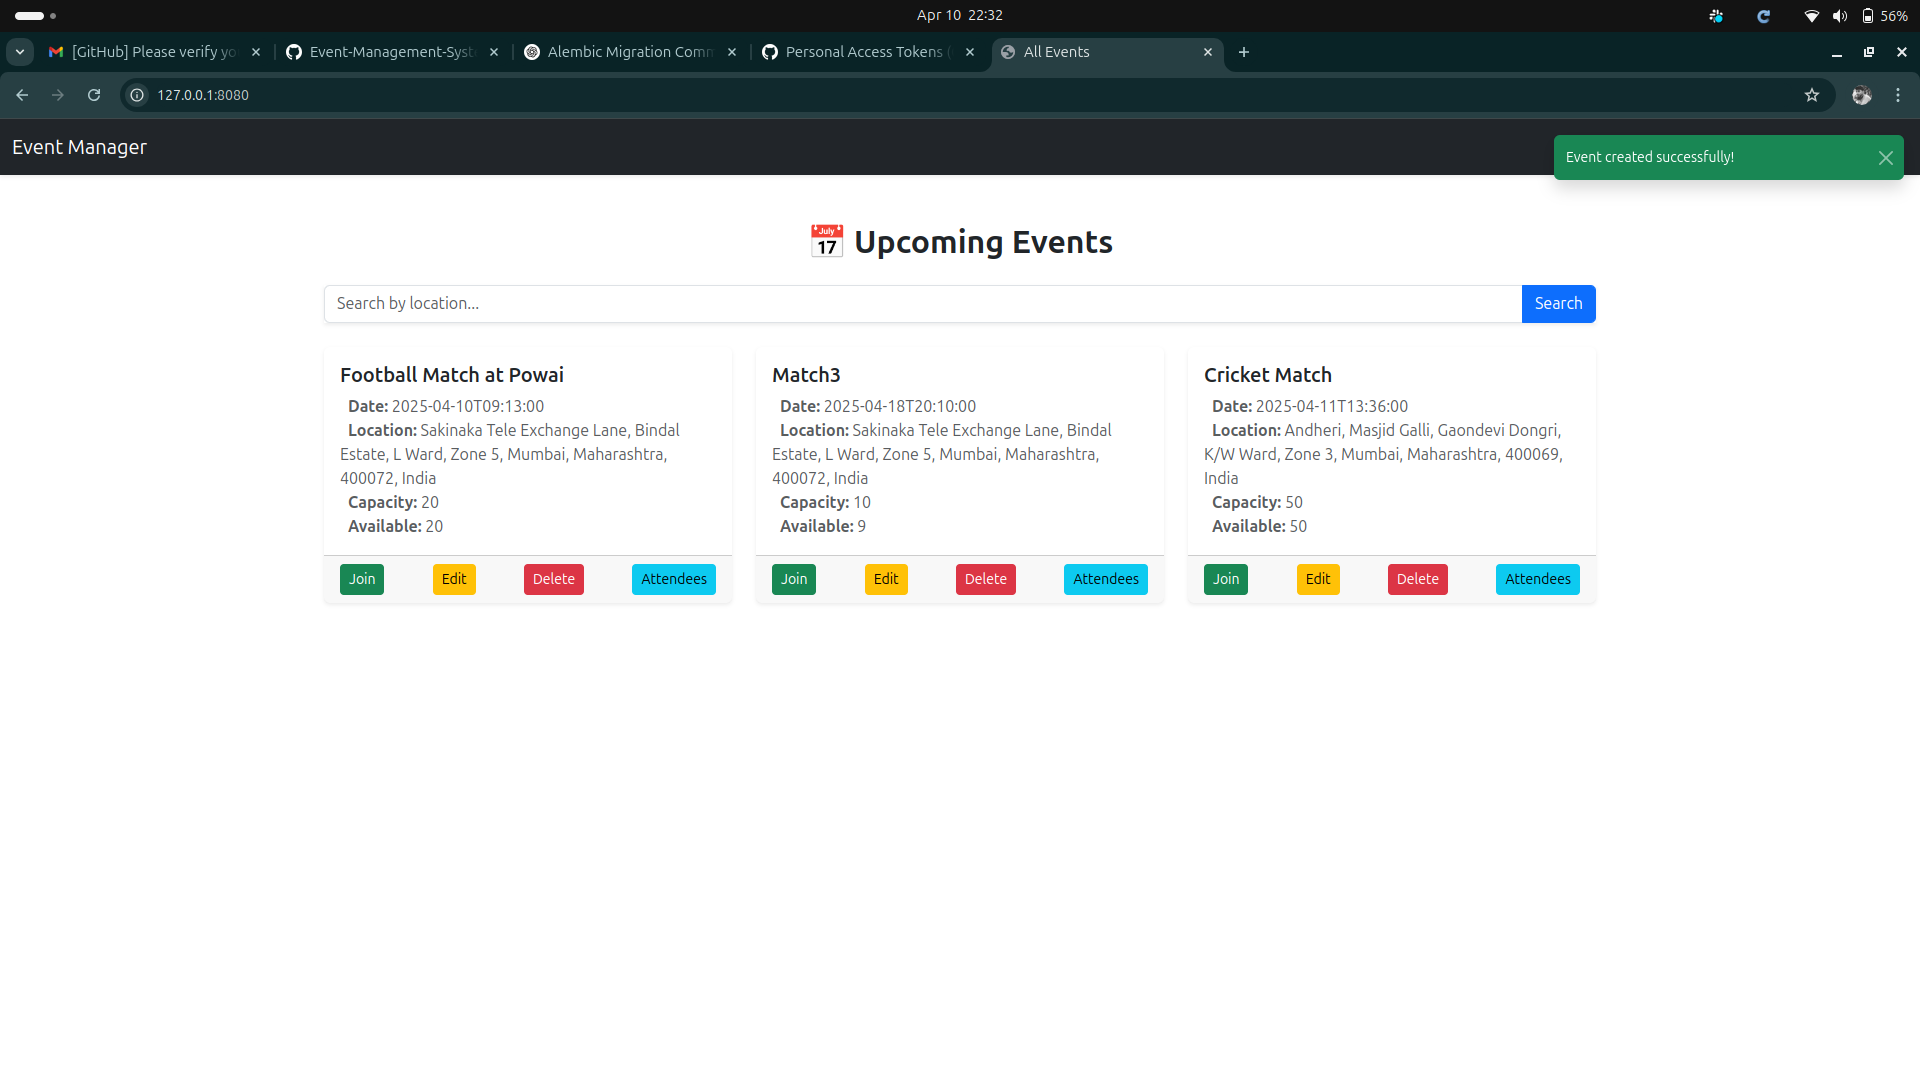 Apr 10 22:32
56%
[GitHub] Please verify yo
Event-Management-Syst
Alembic Migration Comm
Personal Access Tokens (
All Events
127.0.0.1:8080
Event Manager
Event created successfully!
July
17
Upcoming Events
Search by location...
Search
Football Match at Powai
Date: 2025-04-10T09:13:00
Location: Sakinaka Tele Exchange Lane, Bindal
Estate, L Ward, Zone 5, Mumbai, Maharashtra,
400072, India
Capacity: 20
Available: 20
Join
Edit
Delete
Attendees
Match3
Date: 2025-04-18T20:10:00
Location: Sakinaka Tele Exchange Lane, Bindal
Estate, L Ward, Zone 5, Mumbai, Maharashtra,
400072, India
Capacity: 10
Available: 9
Join
Edit
Delete
Attendees
Cricket Match
Date: 2025-04-11T13:36:00
Location: Andheri, Masjid Galli, Gaondevi Dongri,
K/W Ward, Zone 3, Mumbai, Maharashtra, 400069,
India
Capacity: 50
Available: 50
Join
Edit
Delete
Attendees